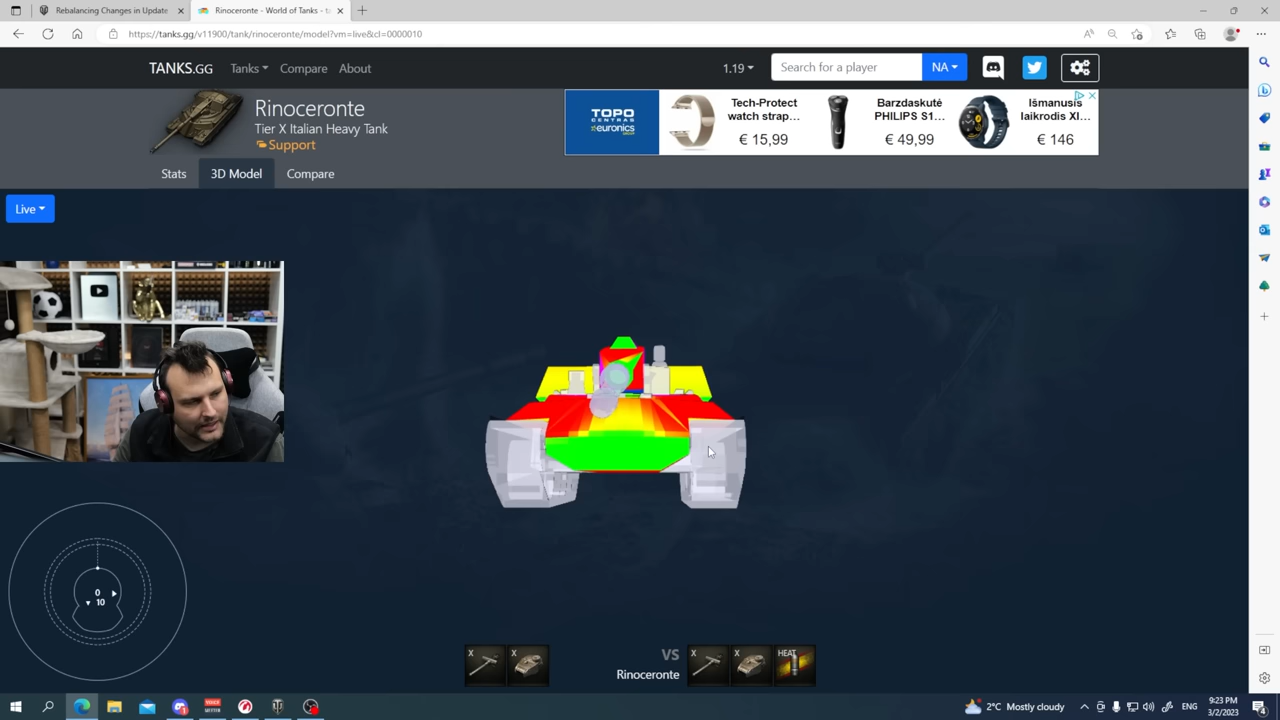 Rebalancing Changes in Update
Rinoceronte - World of Tanks - ta
https://tanks.gg/v11900/tank/rinoceronte/model?vm=live&cl=0000010
TANKS.GG Tanks Compare About 1.19 Search for a player NA
Rinoceronte
Tier X Italian Heavy Tank
Support
TOPO
CENTRAS
euronics
Tech-Protect
watch strap...
€ 15,99
Barzdaskutė
PHILIPS S1...
€ 49,99
Išmanusis
laikrodis XI...
€ 146
Stats 3D Model Compare
Live
0
10
X X
VS
Rinoceronte
X X HEAT
2°C Mostly cloudy
ENG
9:23 PM
3/2/2023
4